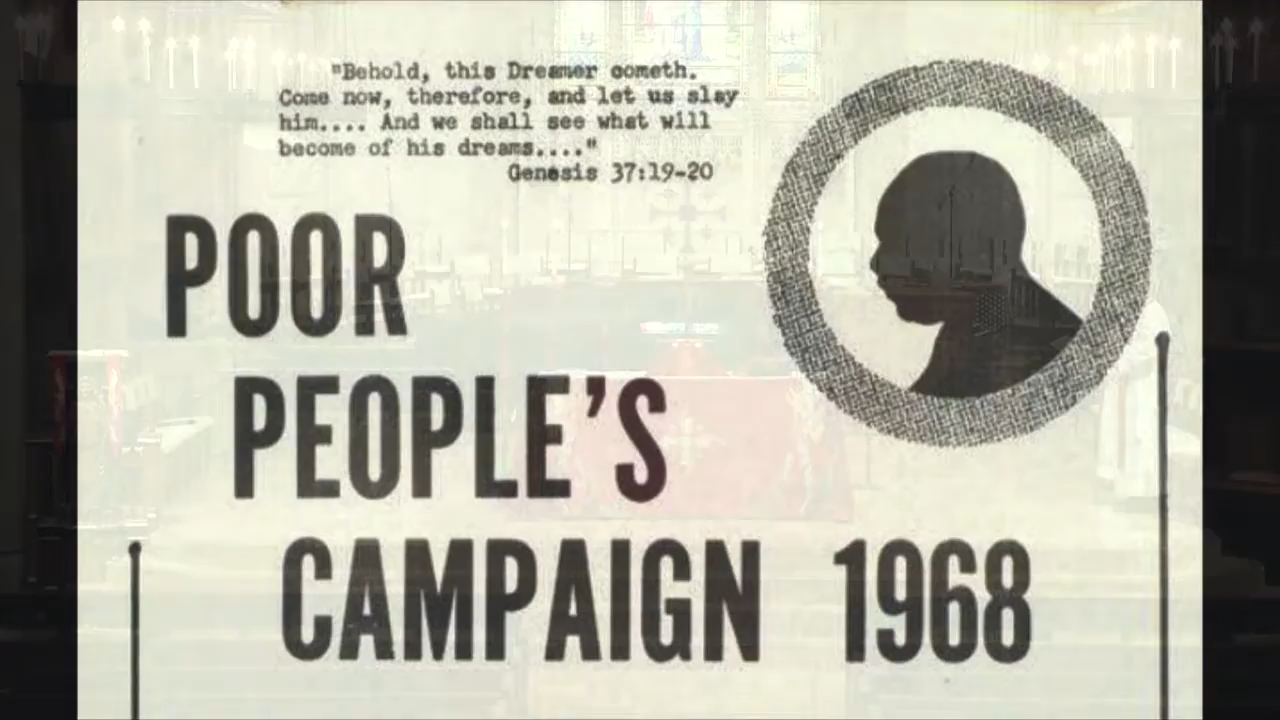 "Behold, this Dreamer cometh.
Come now, therefore, and let us slay
him.... And we shall see what will
become of his dreams...."
Genesis 37:19-20
POOR
PEOPLE'S
CAMPAIGN 1968